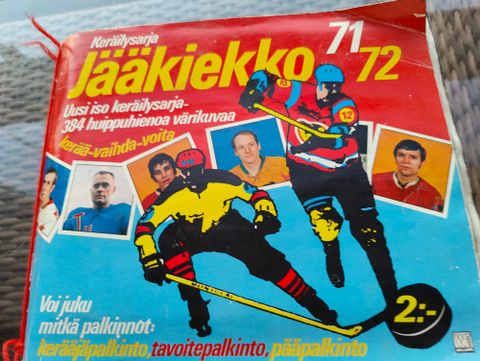 Keräilysarja
Jääkiekko 71
72
Uusi iso keräilysarja-
384 huippuhienoa värikuvaa
kerää-vaihda-voita
12
2:-
Voi juku
mitkä palkinnot:
kerääjäpalkinto, tavoitepalkinto, pääpalkinto